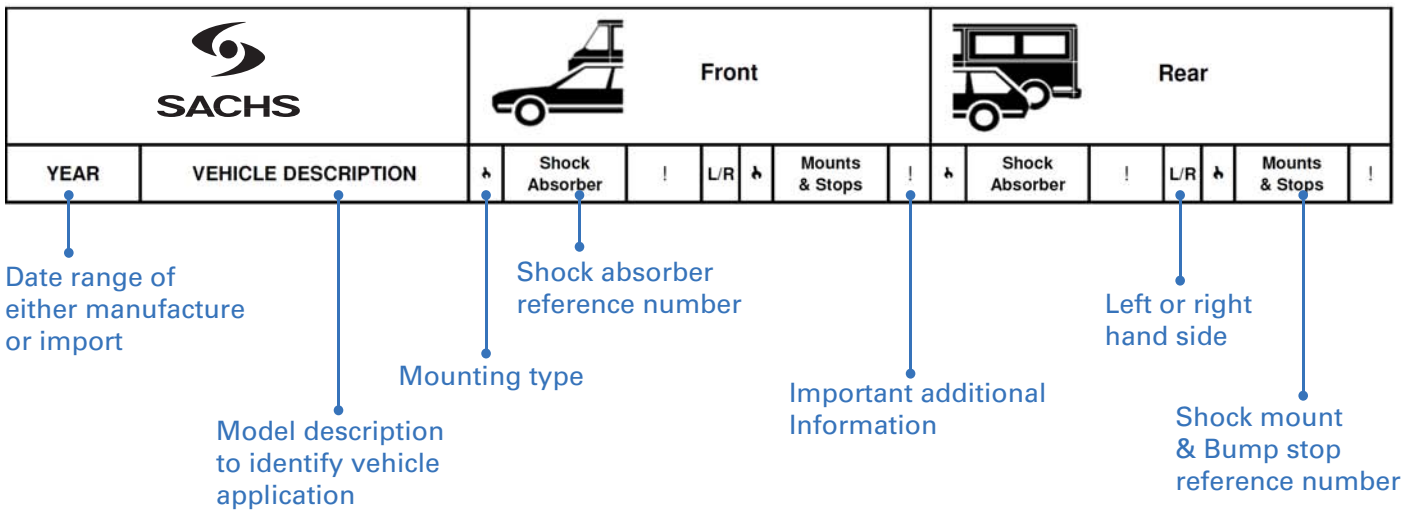 SACHS
Front
Rear
YEAR
VEHICLE DESCRIPTION
Shock
Absorber
!
L/R
Mounts
& Stops
!
Shock
Absorber
!
L/R
Mounts
& Stops
!
Date range of
either manufacture
or import
Shock absorber
reference number
Left or right
hand side
Mounting type
Important additional
Information
Model description
to identify vehicle
application
Shock mount
& Bump stop
reference number